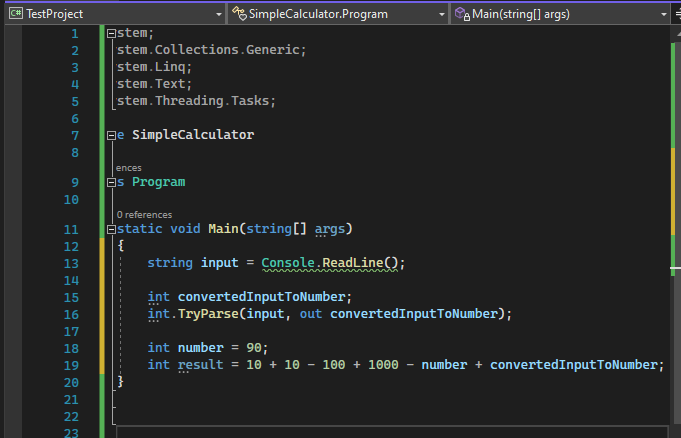 C# TestProject
SimpleCalculator.Program
Main(string[] args)
1 stem;
2 stem.Collections.Generic;
3 stem.Linq;
4 stem.Text;
5 stem.Threading.Tasks;
6
7 e SimpleCalculator
8
ences
9 s Program
10
0 references
11 static void Main(string[] args)
12 {
13 string input = Console.ReadLine();
14
15 int convertedInputToNumber;
16 int.TryParse(input, out convertedInputToNumber);
17
18 int number = 90;
19 int result = 10 + 10 - 100 + 1000 - number + convertedInputToNumber;
20 }
21
22
23